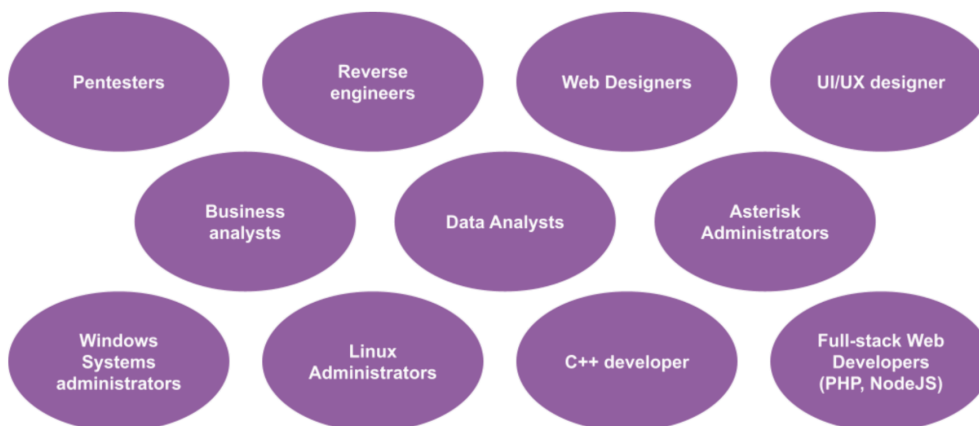 Pentesters
Reverse
engineers
Web Designers
UI/UX designer
Business
analysts
Data Analysts
Asterisk
Administrators
Windows
Systems
administrators
Linux
Administrators
C++ developer
Full-stack Web
Developers
(PHP, NodeJS)